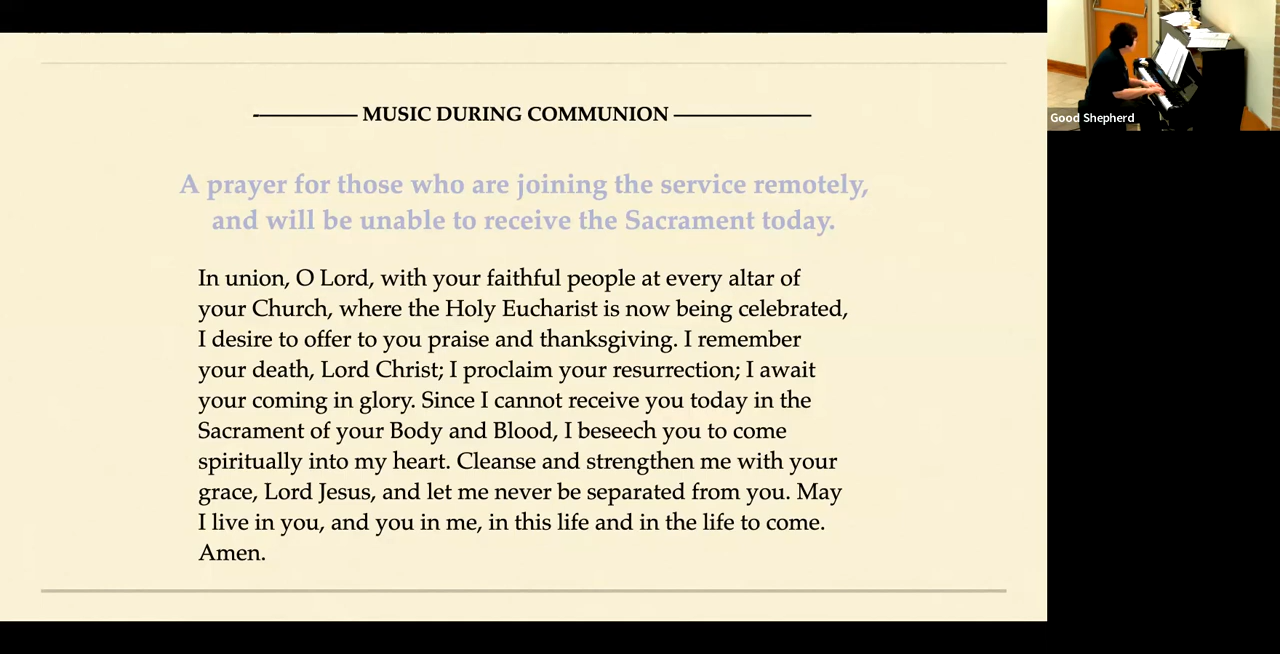 MUSIC DURING COMMUNION
A prayer for those who are joining the service remotely,
and will be unable to receive the Sacrament today.
In union, O Lord, with your faithful people at every altar of
your Church, where the Holy Eucharist is now being celebrated,
I desire to offer to you praise and thanksgiving. I remember
your death, Lord Christ; I proclaim your resurrection; I await
your coming in glory. Since I cannot receive you today in the
Sacrament of your Body and Blood, I beseech you to come
spiritually into my heart. Cleanse and strengthen me with your
grace, Lord Jesus, and let me never be separated from you. May
I live in you, and you in me, in this life and in the life to come.
Amen.
Good Shepherd